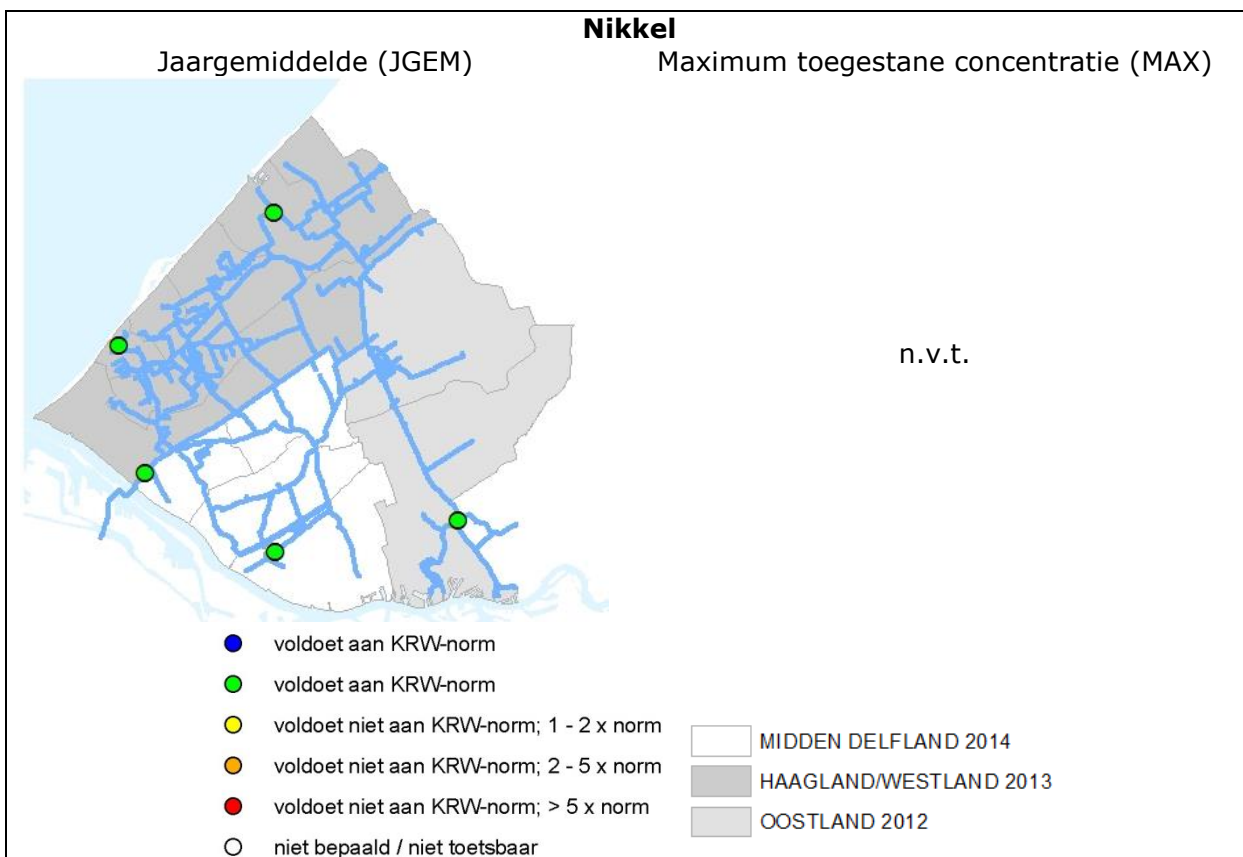 Nikkel
Jaargemiddelde (JGEM)
Maximum toegestane concentratie (MAX)
n.v.t.
voldoet aan KRW-norm
voldoet aan KRW-norm
voldoet niet aan KRW-norm; 1 - 2 x norm
voldoet niet aan KRW-norm; 2 - 5 x norm
voldoet niet aan KRW-norm; > 5 x norm
niet bepaald / niet toetsbaar
MIDDEN DELFLAND 2014
HAAGLAND/WESTLAND 2013
OOSTLAND 2012